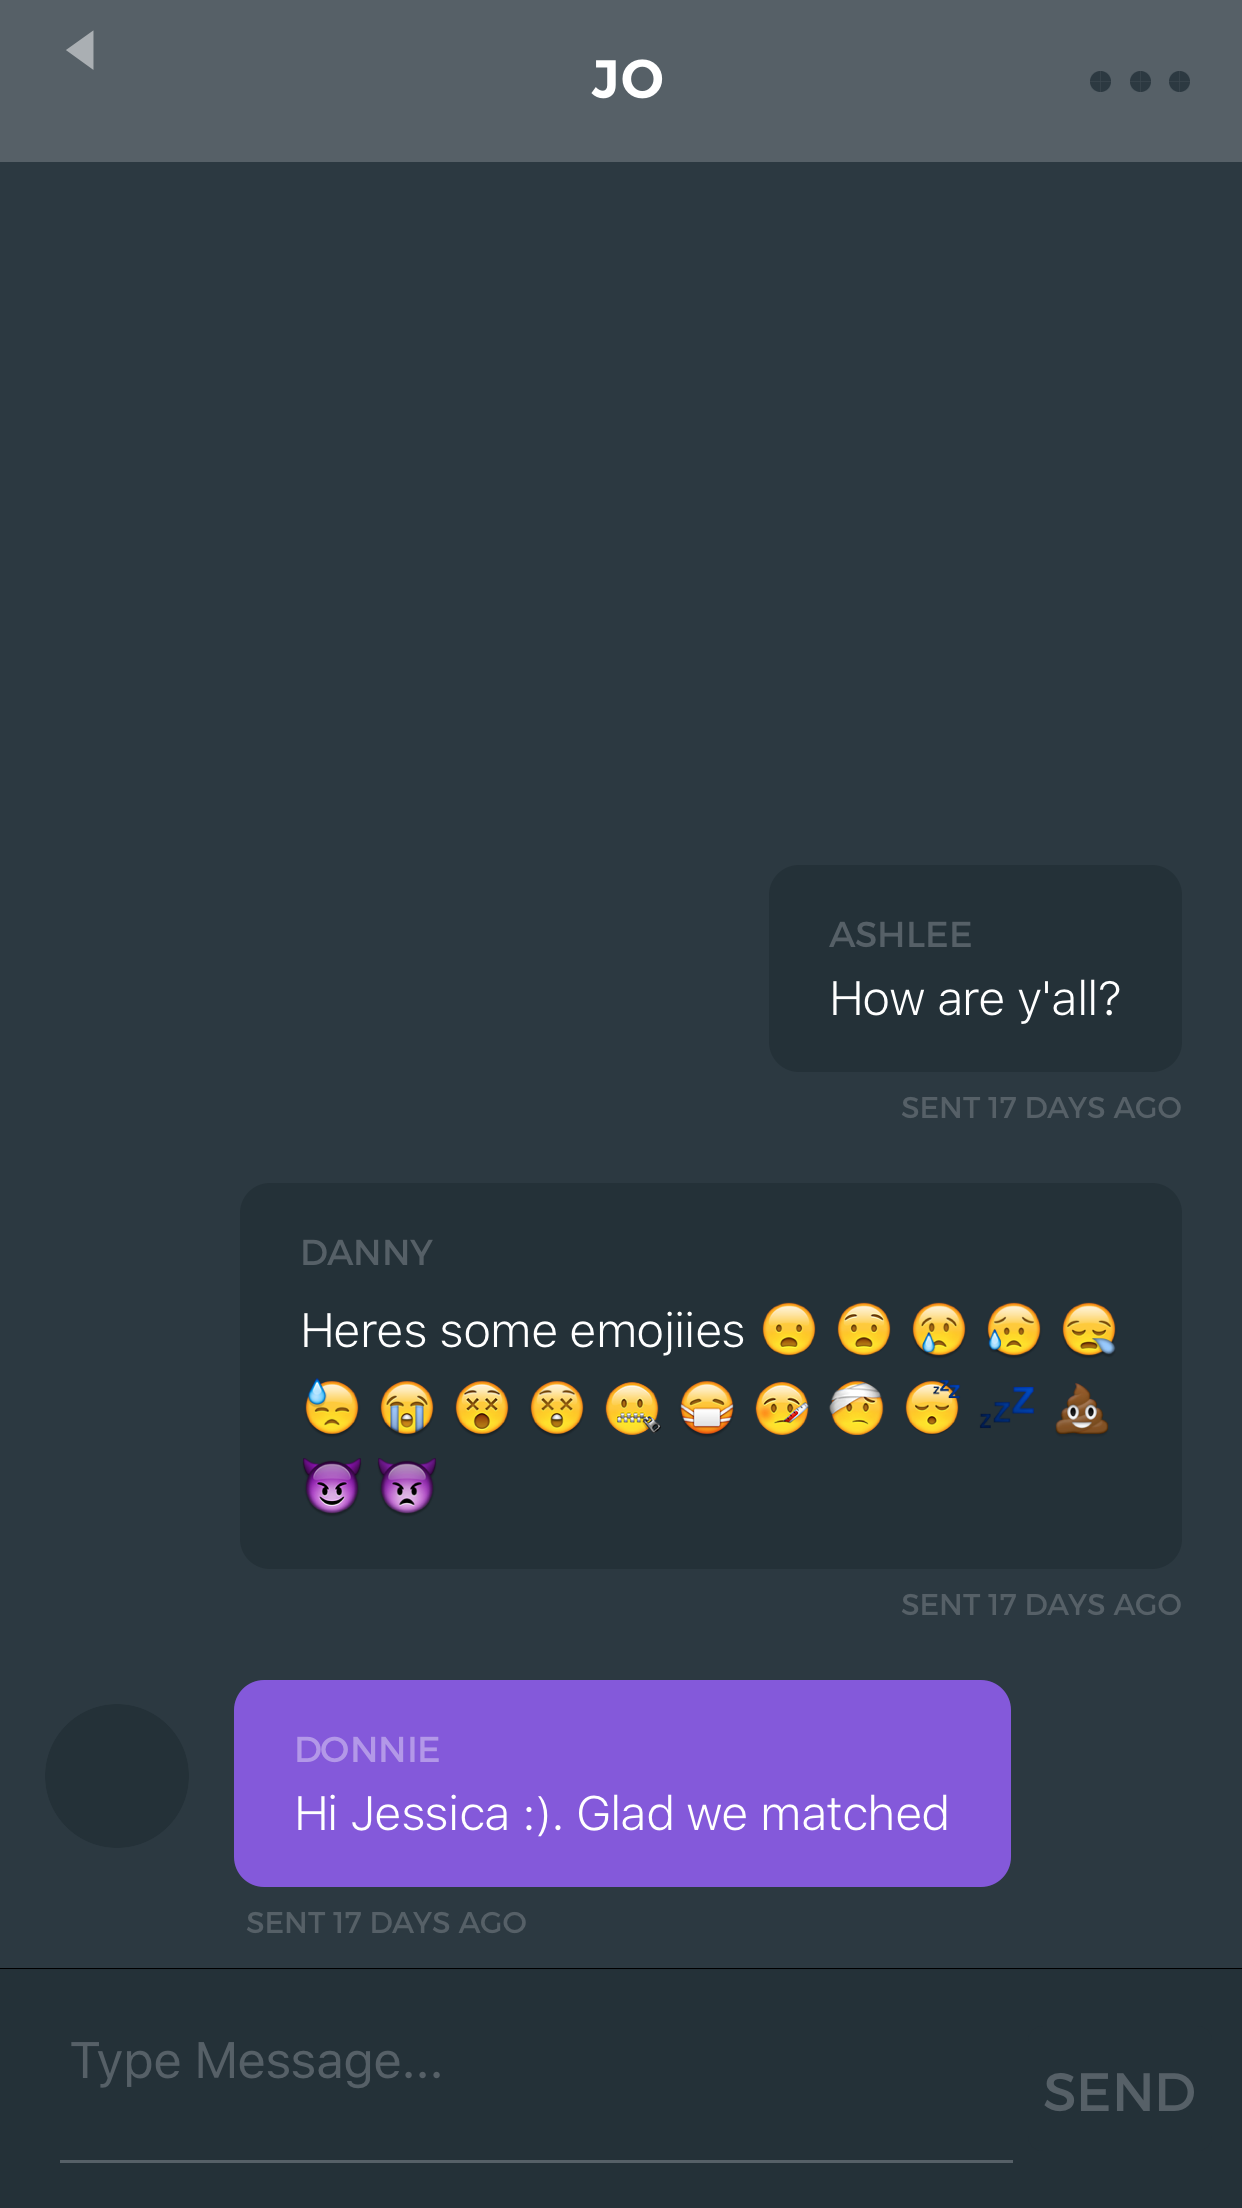 JO
ASHLEE
How are y'all?
SENT 17 DAYS AGO
DANNY
Heres some emojiies 😦 😧 😢 😥 😪
😓 😭 😵 😲 🤐 😷 🤒 🤕 😴 💤 💩
😈 👿
SENT 17 DAYS AGO
DONNIE
Hi Jessica :). Glad we matched
SENT 17 DAYS AGO
Type Message...
SEND